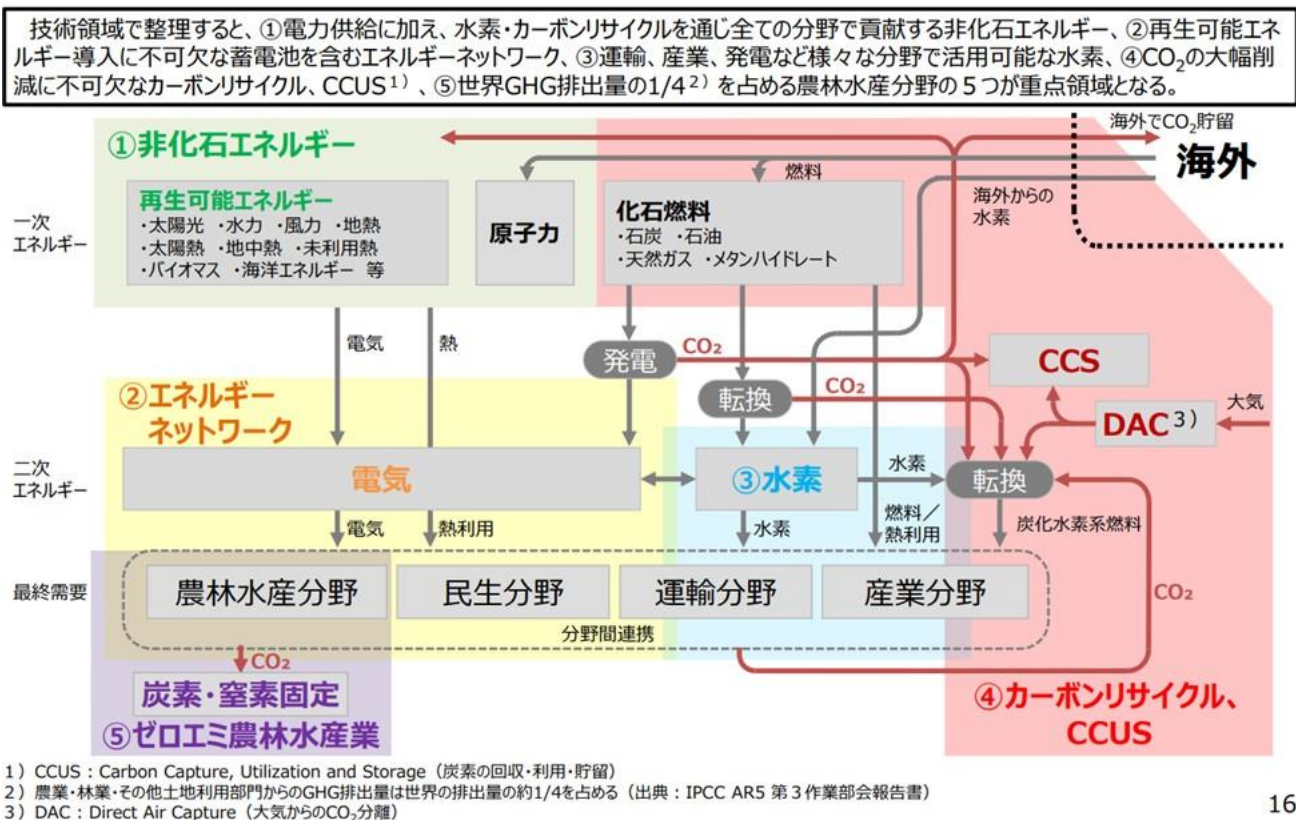 技術領域で整理すると、①電力供給に加え、水素・カーボンリサイクルを通じ全ての分野で貢献する非化石エネルギー、②再生可能エネ
ルギー導入に不可欠な蓄電池を含むエネルギーネットワーク、③運輸、産業、発電など様々な分野で活用可能な水素、④CO₂の大幅削
減に不可欠なカーボンリサイクル、CCUS¹⁾、⑤世界GHG排出量の1/4²⁾を占める農林水産分野の５つが重点領域となる。
海外でCO₂貯留
①非化石エネルギー
海外
燃料
再生可能エネルギー
・太陽光 ・水力 ・風力 ・地熱
・太陽熱 ・地中熱 ・未利用熱
・バイオマス ・海洋エネルギー 等
原子力
化石燃料
・石炭 ・石油
・天然ガス ・メタンハイドレート
海外からの
水素
一次
エネルギー
電気
熱
発電
CO₂
CCS
転換
CO₂
②エネルギー
ネットワーク
DAC³⁾
大気
二次
エネルギー
電気
③水素
水素
転換
電気
熱利用
水素
燃料／
熱利用
炭化水素系燃料
最終需要
農林水産分野
民生分野
運輸分野
産業分野
CO₂
分野間連携
CO₂
炭素・窒素固定
⑤ゼロエミ農林水産業
④カーボンリサイクル、
CCUS
1）CCUS：Carbon Capture, Utilization and Storage（炭素の回収・利用・貯留）
2）農業・林業・その他土地利用部門からのGHG排出量は世界の排出量の約1/4を占める（出典：IPCC AR5 第３作業部会報告書）
3）DAC：Direct Air Capture（大気からのCO₂分離）
16